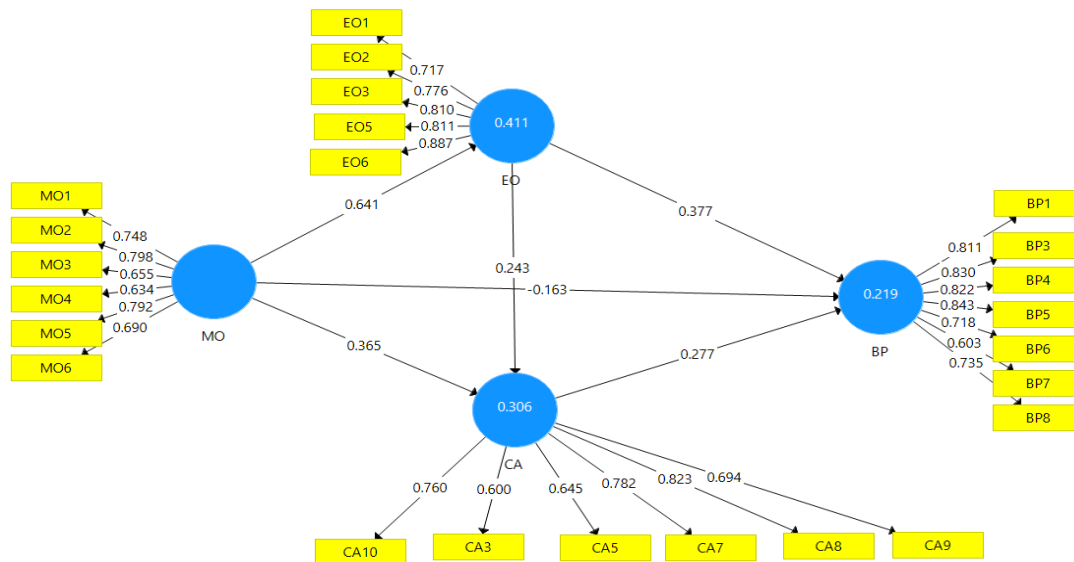 EO1
EO2
EO3
EO5
EO6
0.717
0.776
0.810
0.811
0.887
0.411
EO
MO1
MO2
MO3
MO4
MO5
MO6
0.748
0.798
0.655
0.634
0.792
0.690
MO
0.641
0.377
0.243
-0.163
0.365
0.277
0.219
BP
0.811
0.830
0.822
0.843
0.718
0.603
0.735
BP1
BP3
BP4
BP5
BP6
BP7
BP8
0.306
CA
0.760
0.600
0.645
0.782
0.823
0.694
CA10
CA3
CA5
CA7
CA8
CA9